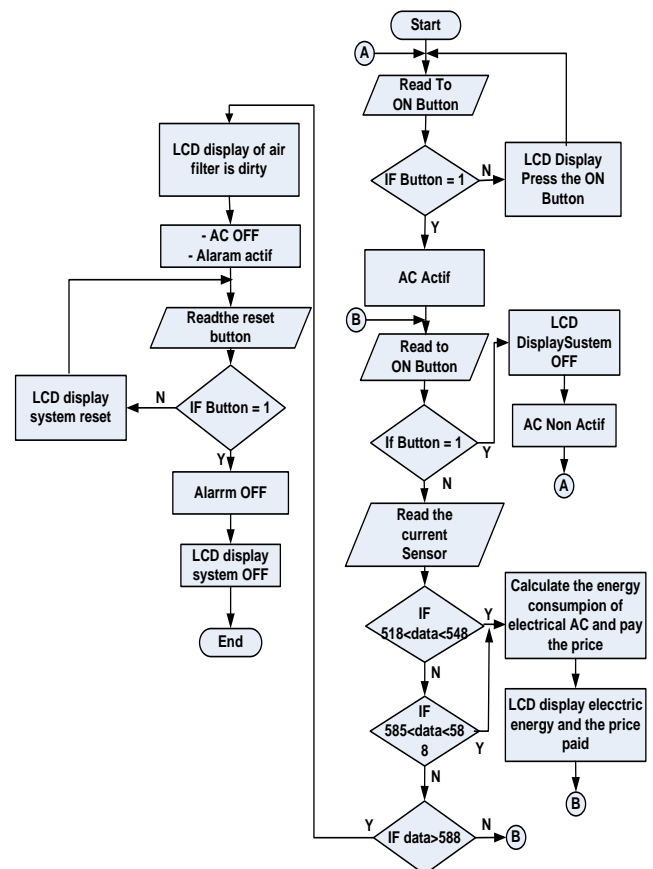 Start
A
Read To
ON Button
IF Button = 1
N
LCD Display
Press the ON
Button
Y
AC Actif
B
Read to
ON Button
If Button = 1
Y
LCD
DisplaySustem
OFF
AC Non Actif
A
N
Read the
current
Sensor
IF
518<data<548
Y
Calculate the energy
consumpion of
electrical AC and pay
the price
N
IF
585<data<58
8
Y
LCD display elecctric
energy and the price
paid
B
N
IF data>588
N
B
Y
LCD display of air
filter is dirty
- AC OFF
- Alaram actif
Readthe reset
button
IF Button = 1
N
LCD display
system reset
Y
Alarrm OFF
LCD display
system OFF
End